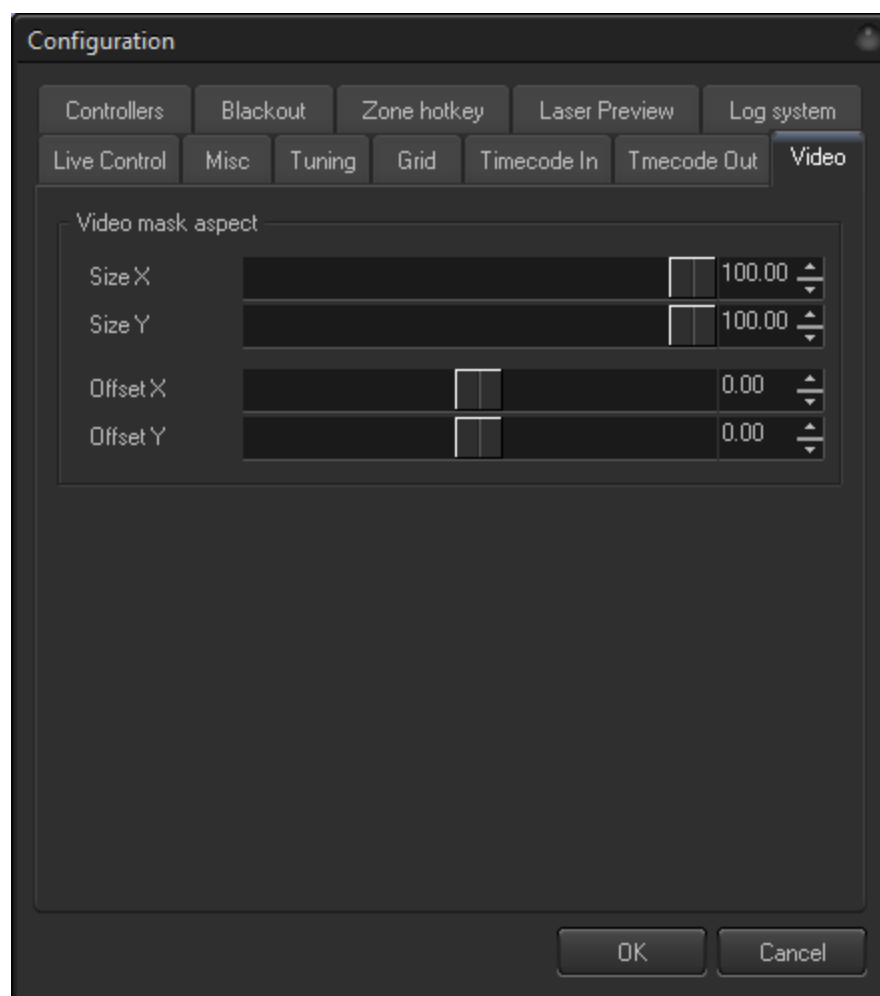 Configuration
Controllers Blackout Zone hotkey Laser Preview Log system
Live Control Misc Tuning Grid Timecode In Tmecode Out Video
Video mask aspect
Size X 100.00
Size Y 100.00
Offset X 0.00
Offset Y 0.00
OK Cancel